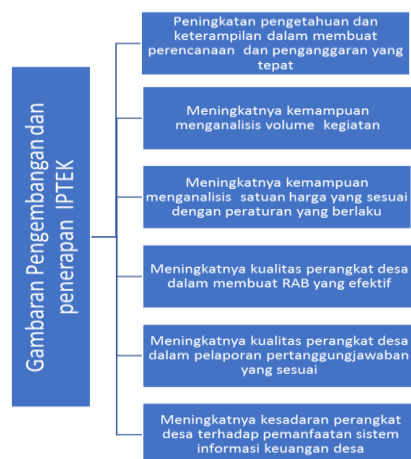 Gambaran Pengembangan dan
penerapan IPTEK
Peningkatan pengetahuan dan
keterampilan dalam membuat
perencanaan dan penganggaran yang
tepat
Meningkatnya kemampuan
menganalisis volume kegiatan
Meningkatnya kemampuan
menganalisis satuan harga yang sesuai
dengan peraturan yang berlaku
Meningkatnya kualitas perangkat desa
dalam membuat RAB yang efektif
Meningkatnya kualitas perangkat desa
dalam pelaporan pertanggungjawaban
yang sesuai
Meningkatnya kesadaran perangkat
desa terhadap pemanfaatan sistem
informasi keuangan desa